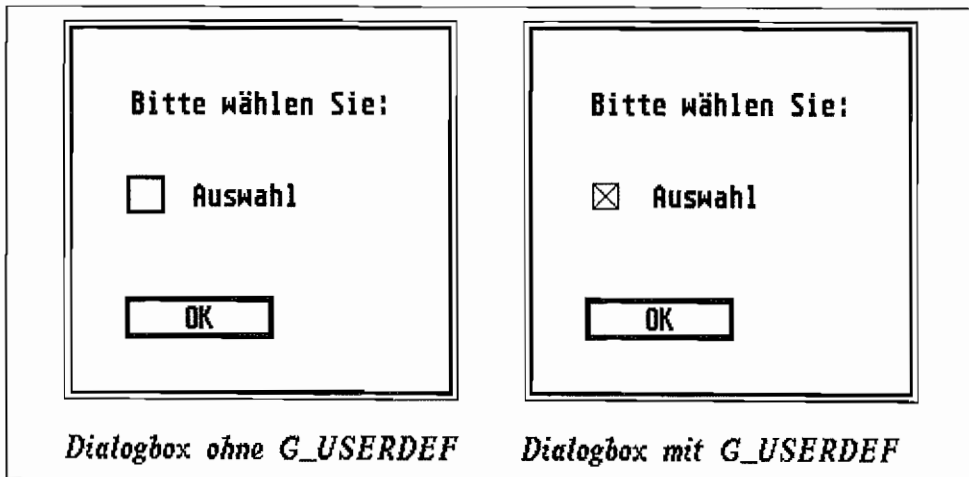 Bitte wählen Sie:
Auswahl
OK
Dialogbox ohne G_USERDEF
Bitte wählen Sie:
Auswahl
OK
Dialogbox mit G_USERDEF